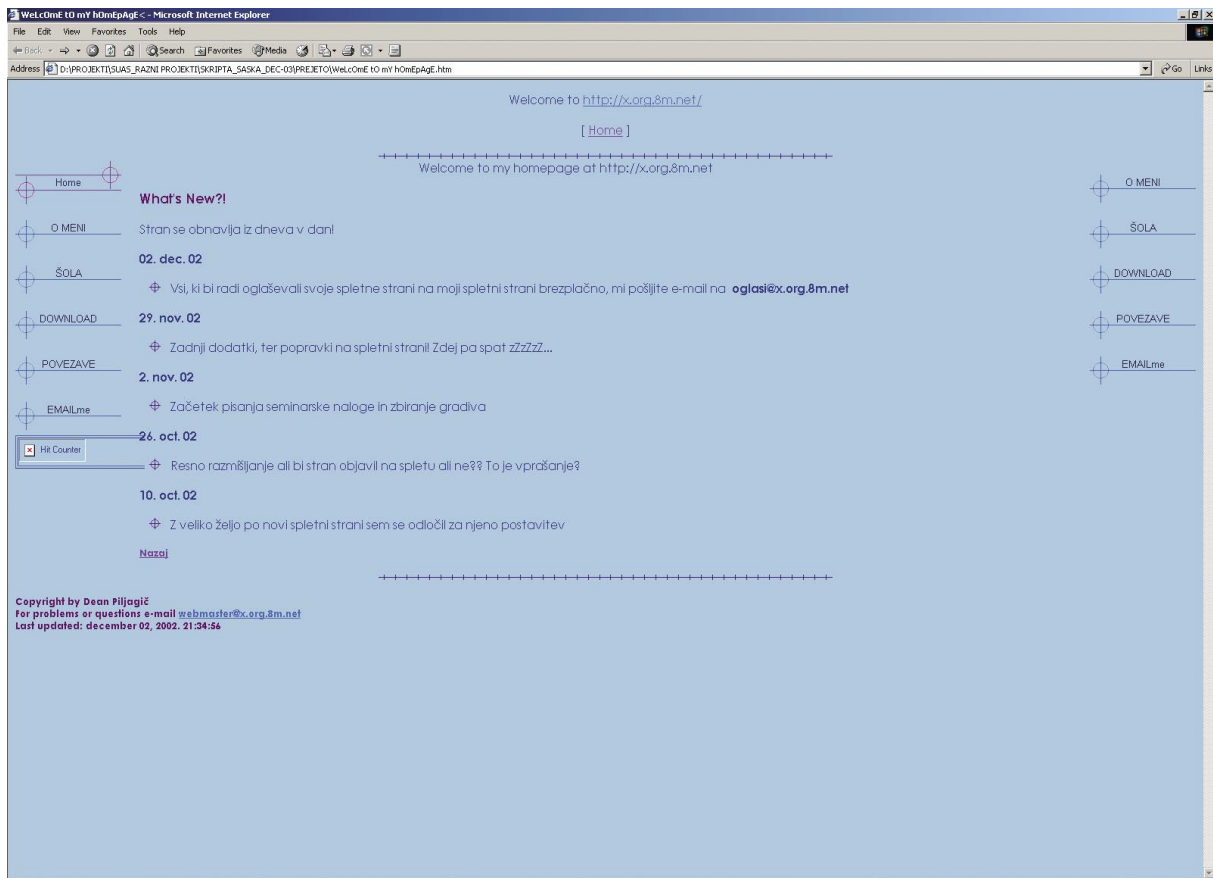 WeLcOmE tO mY hOmEpAgE< - Microsoft Internet Explorer
File Edit View Favorites Tools Help
Back Search Favorites Media
Address D:\PROJEKTI\SUAS_RAZNI PROJEKTI\SKRIPTA_SASKA_DEC-03\PREJETO\WeLcOmE tO mY hOmEpAgE.htm Go Links
Welcome to http://x.org.8m.net/
[ Home ]
Welcome to my homepage at http://x.org.8m.net
Home
O MENI
ŠOLA
DOWNLOAD
POVEZAVE
EMAILme
Hit Counter
What's New?!
Stran se obnavlja iz dneva v dan!
02. dec. 02
Vsi, ki bi radi oglaševali svoje spletne strani na moji spletni strani brezplačno, mi pošljite e-mail na oglasi@x.org.8m.net
29. nov. 02
Zadnji dodatki, ter popravki na spletni strani! Zdej pa spat zZzZzZ...
2. nov. 02
Začetek pisanja seminarske naloge in zbiranje gradiva
26. oct. 02
Resno razmišljanje ali bi stran objavil na spletu ali ne?? To je vprašanje?
10. oct. 02
Z veliko željo po novi spletni strani sem se odločil za njeno postavitev
Nazaj
O MENI
ŠOLA
DOWNLOAD
POVEZAVE
EMAILme
Copyright by Dean Piljagič
For problems or questions e-mail webmaster@x.org.8m.net
Last updated: december 02, 2002. 21:34:56